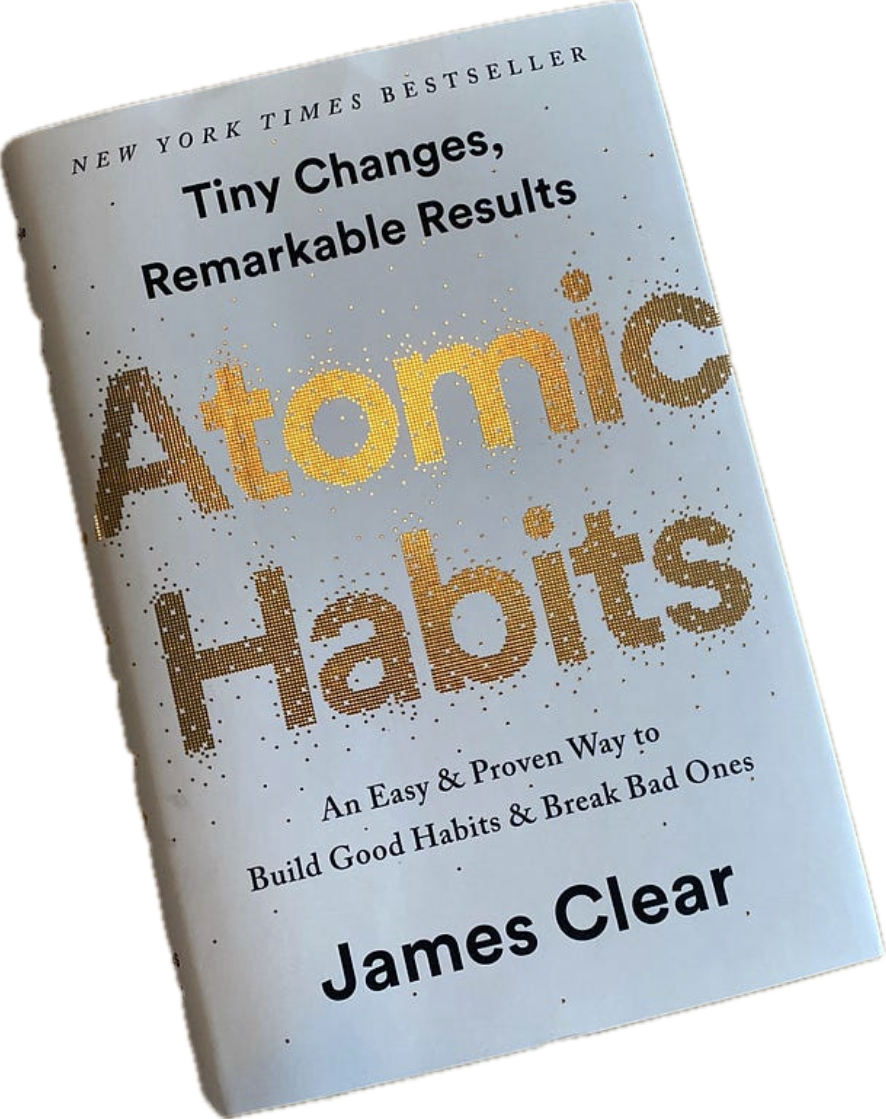 NEW YORK TIMES BESTSELLER
Tiny Changes,
Remarkable Results
Atomic
Habits
An Easy & Proven Way to
Build Good Habits & Break Bad Ones
James Clear